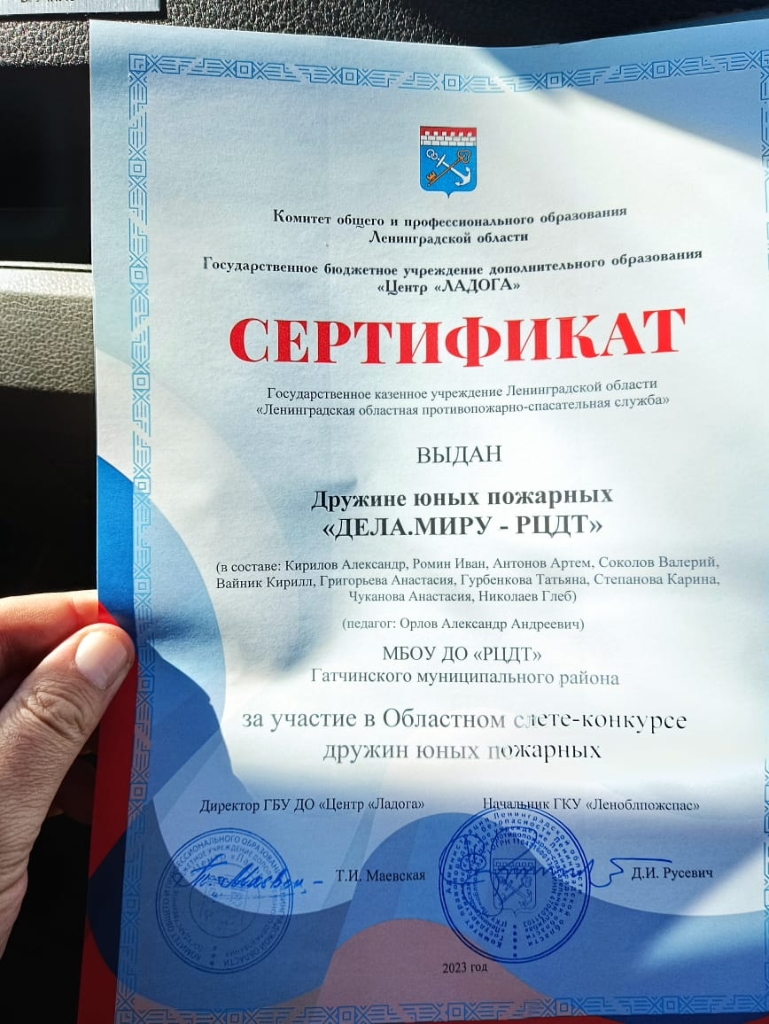 Комитет общего и профессионального образования
Ленинградской области
Государственное бюджетное учреждение дополнительного образования
«Центр «ЛАДОГА»
СЕРТИФИКАТ
Государственное казенное учреждение Ленинградской области
«Ленинградская областная противопожарно-спасательная служба»
ВЫДАН
Дружине юных пожарных
«ДЕЛА.МИРУ - РЦДТ»
(в составе: Кирилов Александр, Ромин Иван, Антонов Артем, Соколов Валерий,
Вайник Кирилл, Григорьева Анастасия, Гурбенкова Татьяна, Степанова Карина,
Чуканова Анастасия, Николаев Глеб)
(педагог: Орлов Александр Андреевич)
МБОУ ДО «РЦДТ»
Гатчинского муниципального района
за участие в Областном слете-конкурсе
дружин юных пожарных
Директор ГБУ ДО «Центр «Ладога»
Начальник ГКУ «Леноблпожспас»
Т.И. Маевская
Д.И. Русевич
2023 год